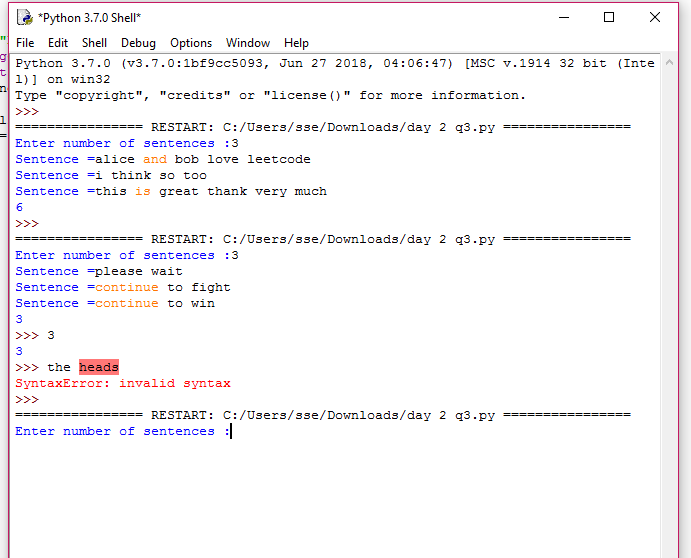 *Python 3.7.0 Shell*
File Edit Shell Debug Options Window Help
Python 3.7.0 (v3.7.0:1bf9cc5093, Jun 27 2018, 04:06:47) [MSC v.1914 32 bit (Inte
l)] on win32
Type "copyright", "credits" or "license()" for more information.
>>>
================ RESTART: C:/Users/sse/Downloads/day 2 q3.py ================
Enter number of sentences :3
Sentence =alice and bob love leetcode
Sentence =i think so too
Sentence =this is great thank very much
6
>>>
================ RESTART: C:/Users/sse/Downloads/day 2 q3.py ================
Enter number of sentences :3
Sentence =please wait
Sentence =continue to fight
Sentence =continue to win
3
>>> 3
3
>>> the heads
SyntaxError: invalid syntax
>>>
================ RESTART: C:/Users/sse/Downloads/day 2 q3.py ================
Enter number of sentences :